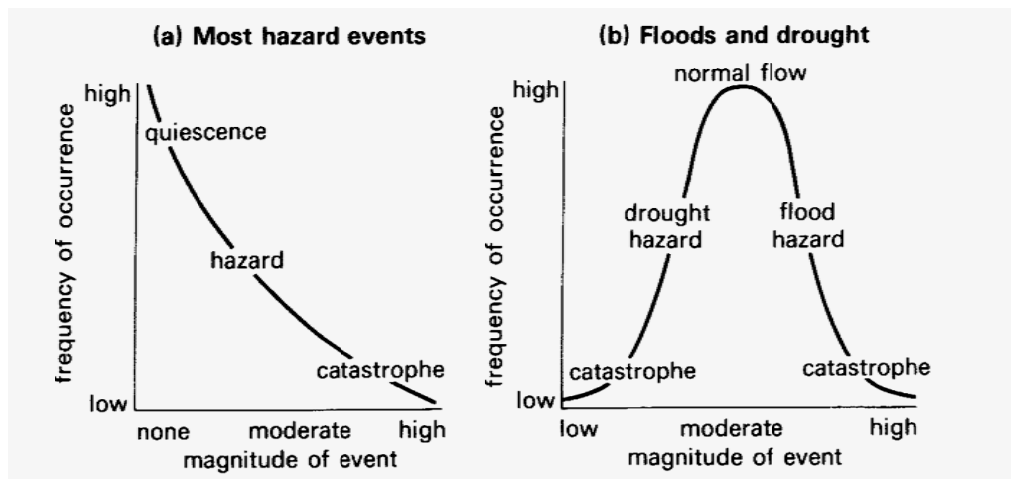 (a) Most hazard events
high
quiescence
hazard
catastrophe
low
none moderate high
magnitude of event
frequency of occurrence
(b) Floods and drought
normal flow
high
drought
hazard
flood
hazard
catastrophe
catastrophe
low
low moderate high
magnitude of event
frequency of occurrence